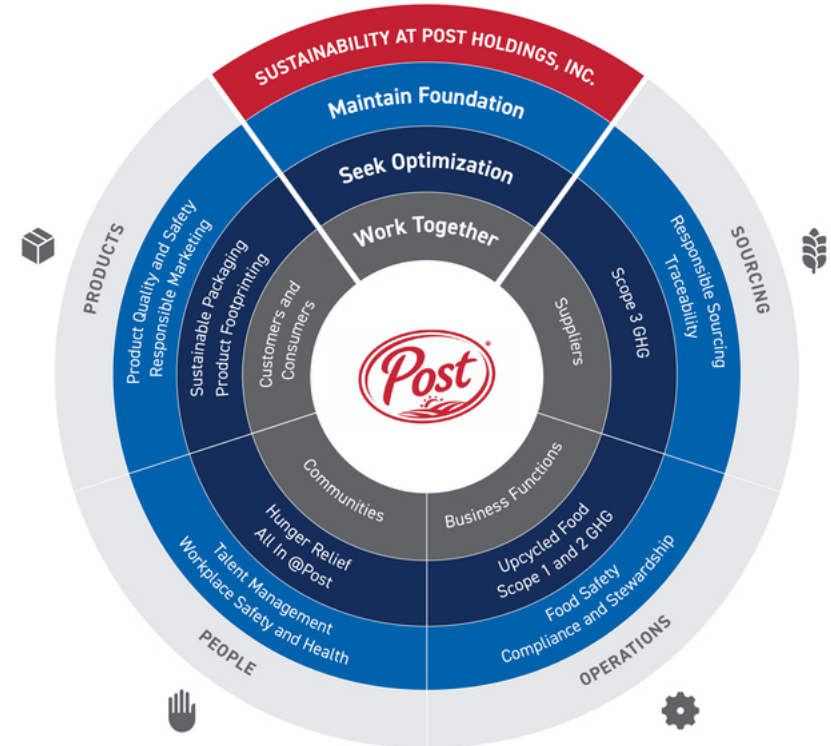 SUSTAINABILITY AT POST HOLDINGS, INC.
Maintain Foundation
Seek Optimization
Work Together
PRODUCTS
Product Quality and Safety
Responsible Marketing
Sustainable Packaging
Product Footprinting
Customers and
Consumers
SOURCING
Responsible Sourcing
Traceability
Scope 3 GHG
Suppliers
Post
Communities
Hunger Relief
All In @Post
Talent Management
Workplace Safety and Health
PEOPLE
Business Functions
Upcycled Food
Scope 1 and 2 GHG
Food Safety
Compliance and Stewardship
OPERATIONS